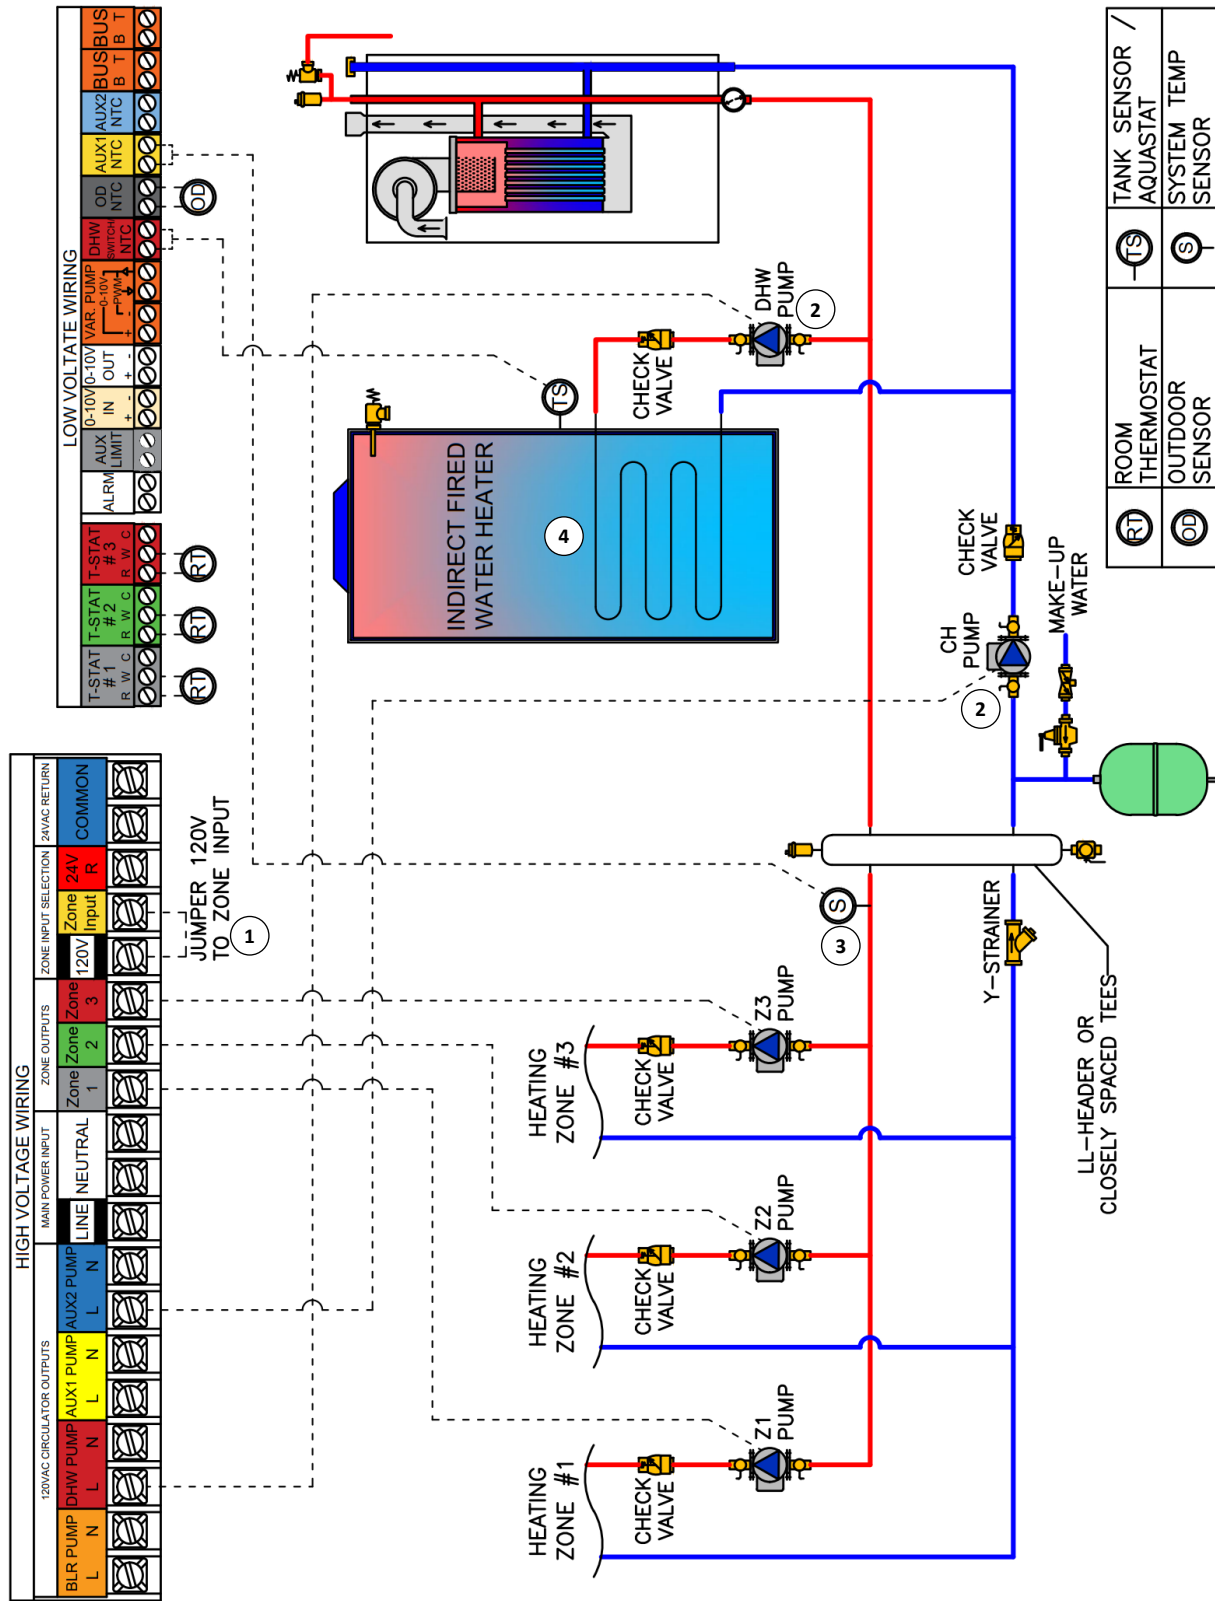 HIGH VOLTAGE WIRING
120VAC CIRCULATOR OUTPUTS
MAIN POWER INPUT
ZONE OUTPUTS
ZONE INPUT SELECTION
24VAC RETURN
BLR PUMP
L N
DHW PUMP
L N
AUX1 PUMP
L N
AUX2 PUMP
L N
LINE
NEUTRAL
Zone
1
Zone
2
Zone
3
120V
Zone
Input
24V
R
COMMON
JUMPER 120V
TO ZONE INPUT
1
LOW VOLTATE WIRING
T-STAT
#1
R W C
T-STAT
#2
R W C
T-STAT
#3
R W C
ALRM
AUX
LIMIT
0-10V
IN
+ -
0-10V
OUT
+ -
VAR. PUMP
0-10V
PWM
+ -
DHW
SWITCH/
NTC
OD
NTC
AUX1
NTC
AUX2
NTC
BUS
B T
BUS
B T
RT
RT
RT
OD
HEATING
ZONE #1
CHECK
VALVE
Z1
PUMP
HEATING
ZONE #2
CHECK
VALVE
Z2
PUMP
HEATING
ZONE #3
CHECK
VALVE
Z3
PUMP
S
3
Y-STRAINER
LL-HEADER OR
CLOSELY SPACED TEES
INDIRECT FIRED
WATER HEATER
4
TS
CHECK
VALVE
DHW
PUMP
2
CH
PUMP
2
CHECK
VALVE
MAKE-UP
WATER
RT
ROOM
THERMOSTAT
TS
TANK SENSOR /
AQUASTAT
OD
OUTDOOR
SENSOR
S
SYSTEM TEMP
SENSOR